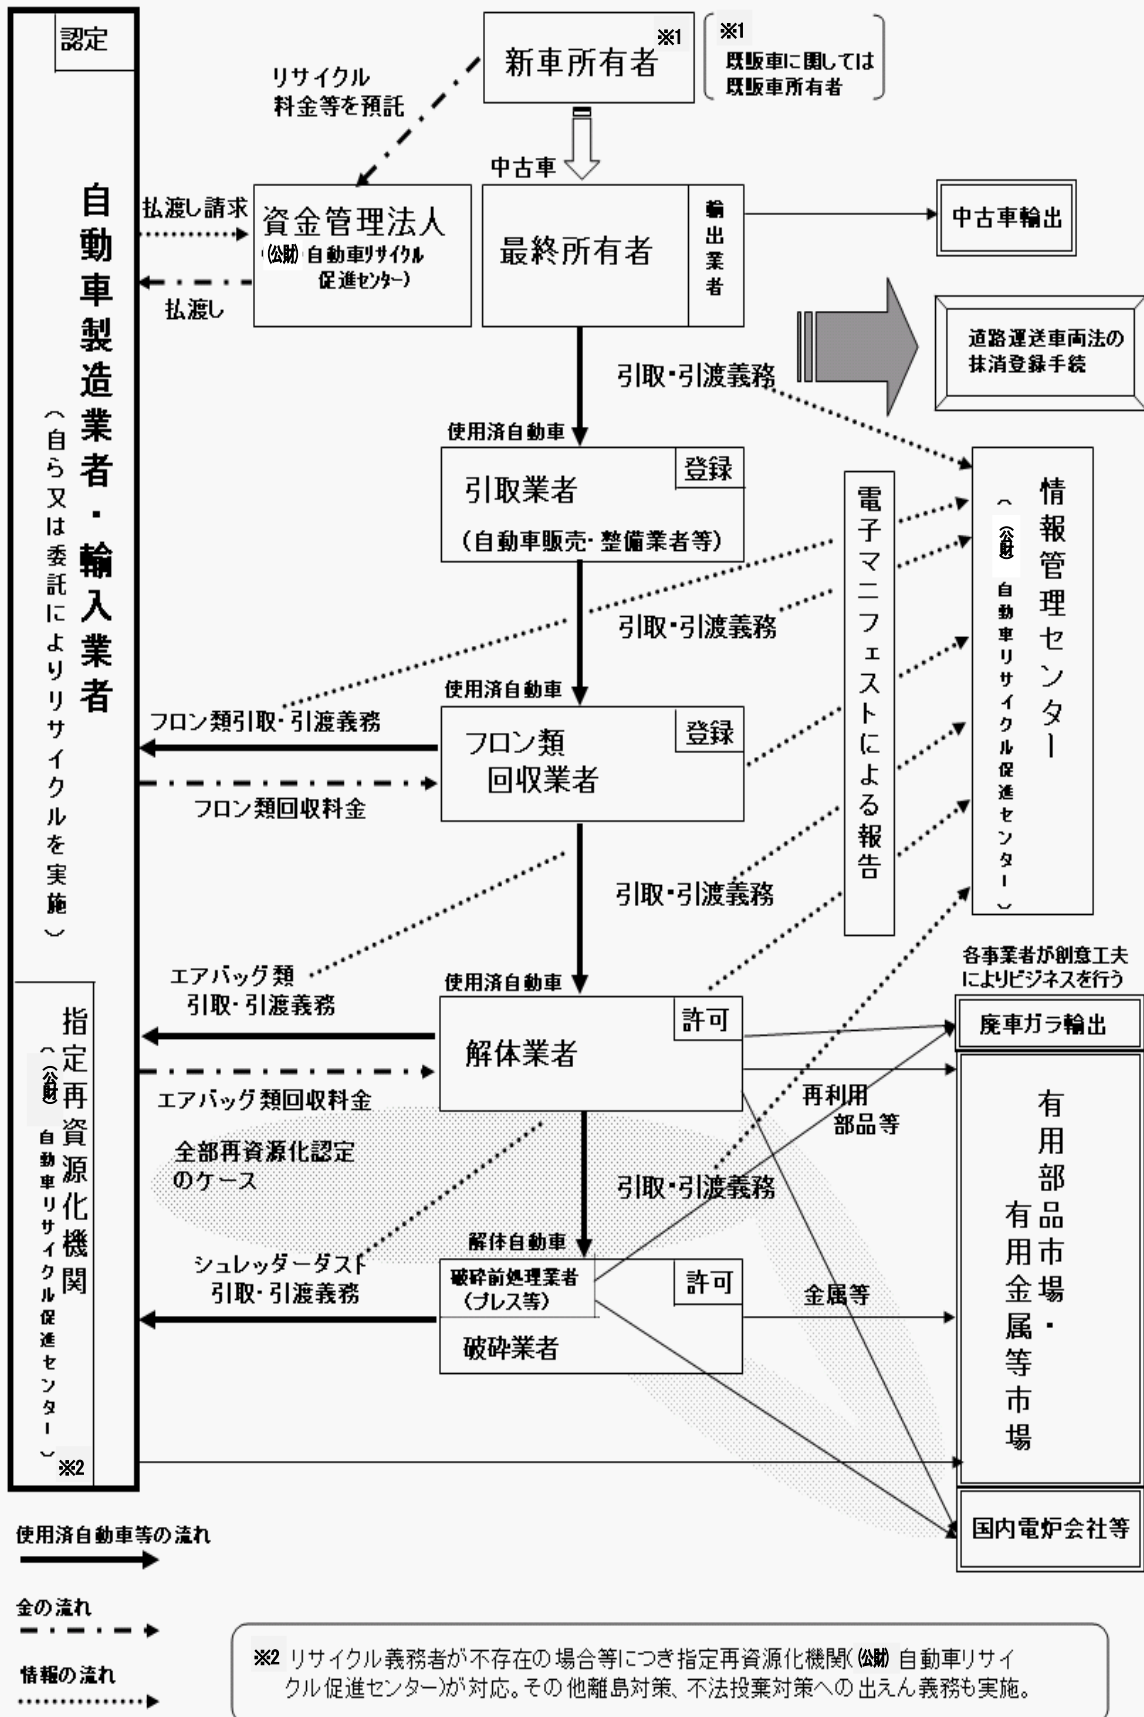 認定
自動車製造業者・輸入業者
(自ら又は委託によりリサイクルを実施)
指定再資源化機関
((公財)自動車リサイクル促進センター)
※2
新車所有者
※1
※1
既販車に関しては
既販車所有者
リサイクル
料金等を預託
中古車
払渡し請求
払渡し
資金管理法人
((公財)自動車リサイクル
促進センター)
最終所有者
輸出業者
中古車輸出
道路運送車両法の
抹消登録手続
引取・引渡義務
使用済自動車
引取業者
登録
(自動車販売・整備業者等)
電子マニフェストによる報告
情報管理センター
((公財)自動車リサイクル促進センター)
引取・引渡義務
使用済自動車
フロン類引取・引渡義務
フロン類
回収業者
登録
フロン類回収料金
引取・引渡義務
エアバッグ類
引取・引渡義務
使用済自動車
解体業者
許可
エアバッグ類回収料金
各事業者が創意工夫
によりビジネスを行う
廃車ガラ輸出
再利用
部品等
有用部品市場・
有用金属等市場
全部再資源化認定
のケース
引取・引渡義務
解体自動車
シュレッダーダスト
引取・引渡義務
破砕前処理業者
(プレス等)
許可
破砕業者
金属等
国内電炉会社等
使用済自動車等の流れ
金の流れ
情報の流れ
※2 リサイクル義務者が不存在の場合等につき指定再資源化機関((公財)自動車リサイ
クル促進センター)が対応。その他離島対策、不法投棄対策への出えん義務も実施。